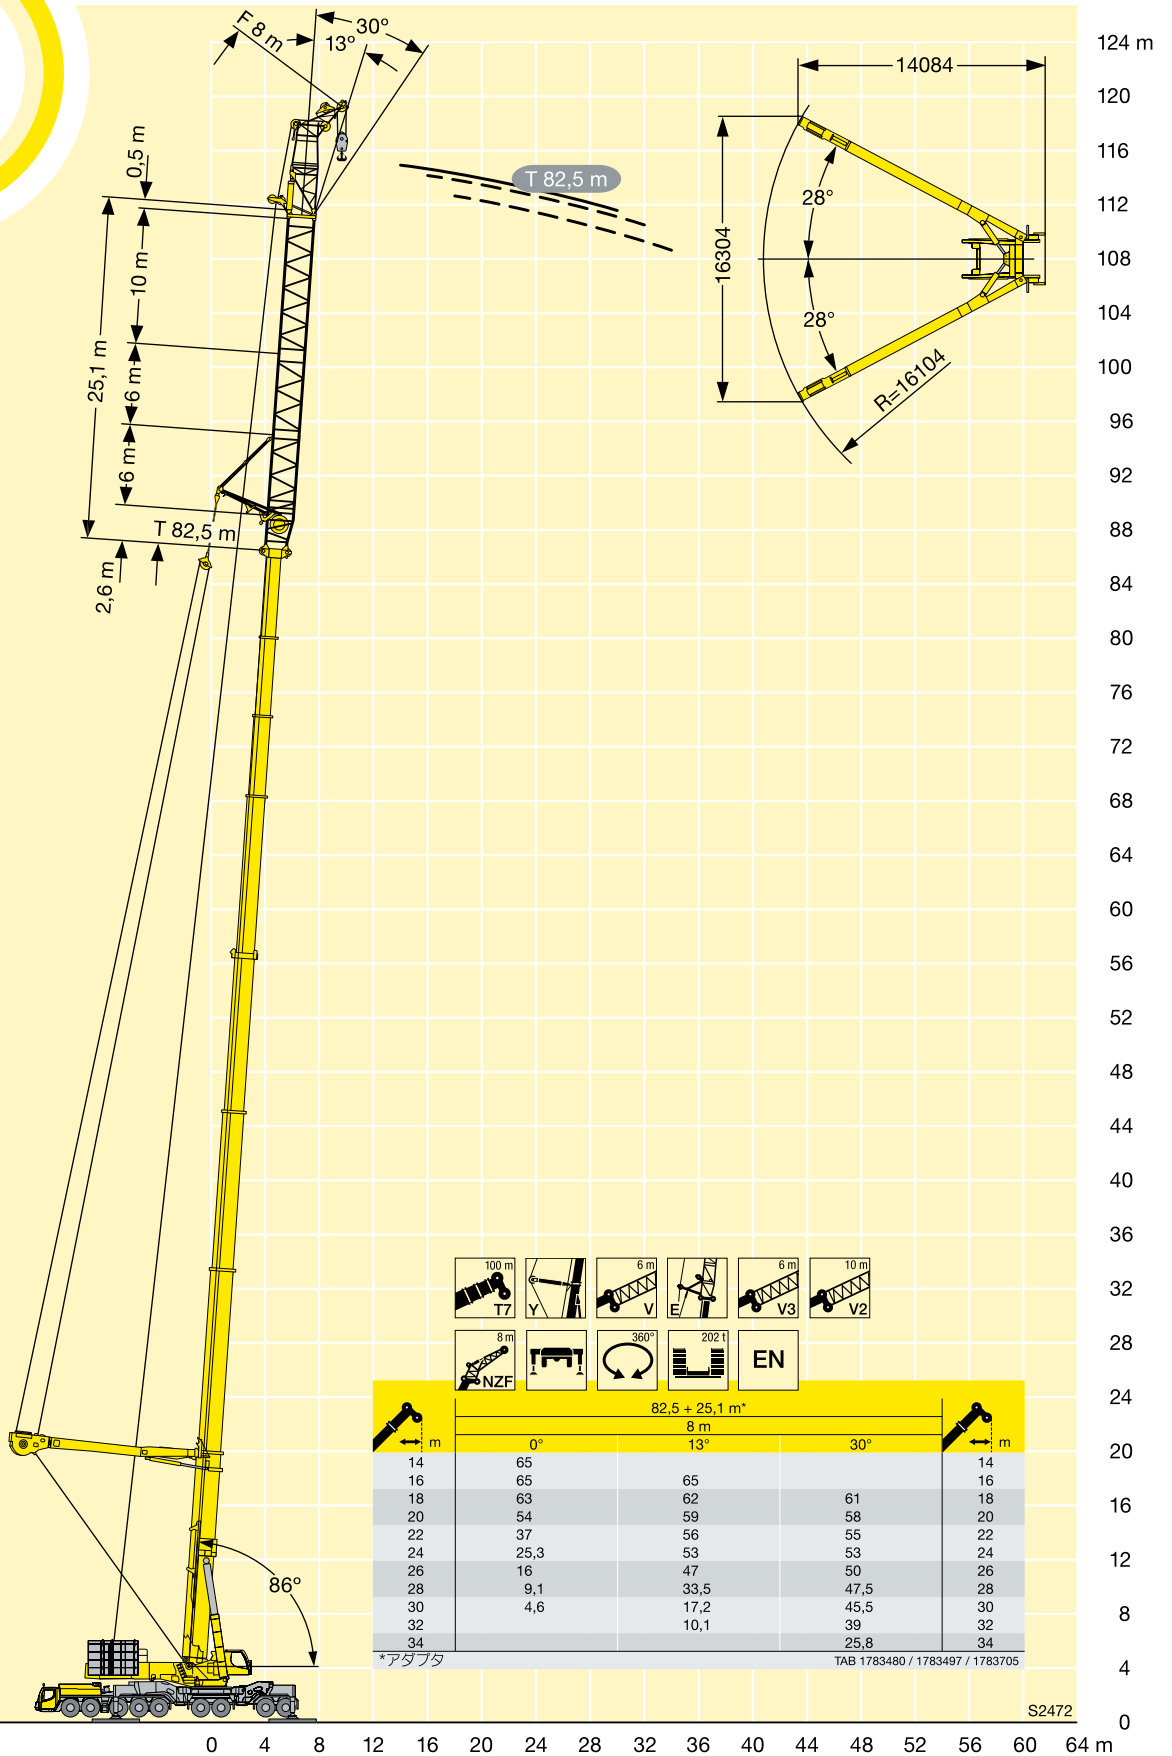 F 8 m
30°
13°
124 m
14084
120
0,5 m
116
T 82,5 m
28°
112
10 m
16304
108
25,1 m
28°
104
6 m
R=16104
100
96
6 m
92
T 82,5 m
88
2,6 m
84
80
76
72
68
64
60
56
52
48
44
40
36
100 m
T7
Y
6 m
V
E
6 m
V3
10 m
V2
32
8 m
NZF
360°
202 t
EN
28
24
82,5 + 25,1 m*
8 m
m 0° 13° 30° m
20
14 65 14
16 65 65 16
18 63 62 61 18
16
20 54 59 58 20
22 37 56 55 22
24 25,3 53 53 24
12
26 16 47 50 26
28 9,1 33,5 47,5 28
86°
30 4,6 17,2 45,5 30
8
32 10,1 39 32
34 25,8 34
*アダプタ TAB 1783480 / 1783497 / 1783705
4
S2472
0
0 4 8 12 16 20 24 28 32 36 40 44 48 52 56 60 64 m